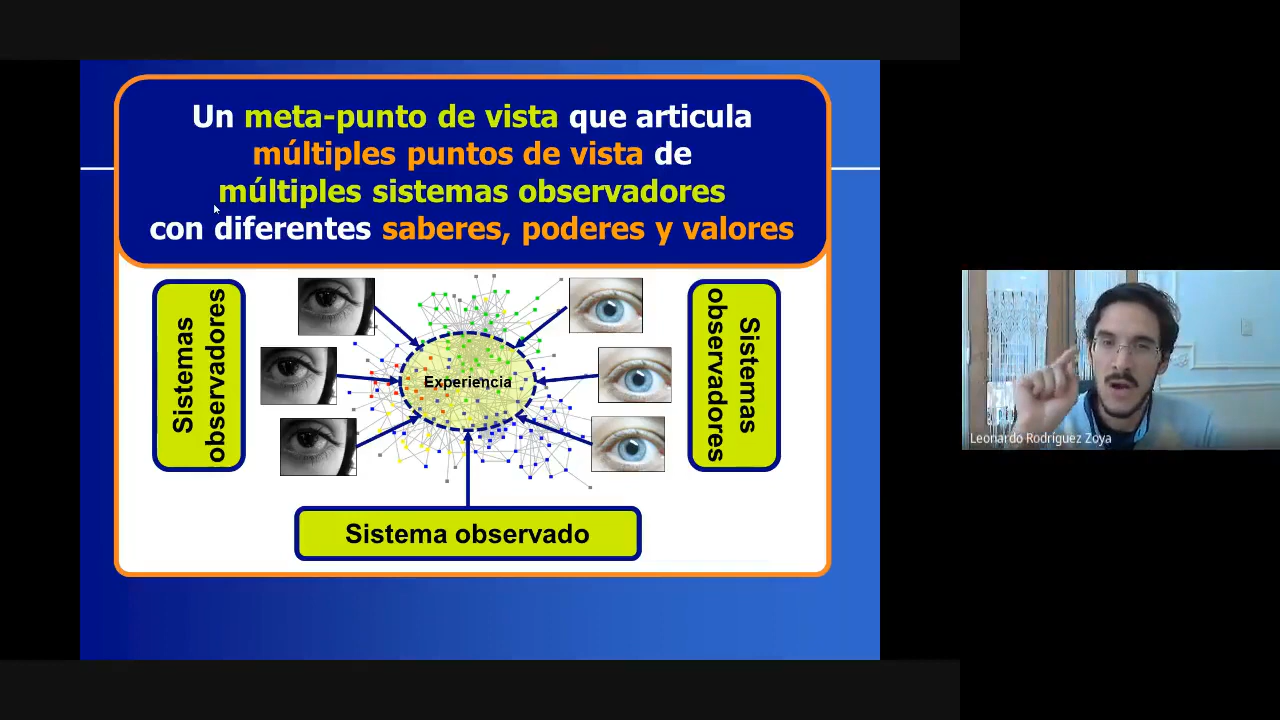 Un meta-punto de vista que articula
múltiples puntos de vista de
múltiples sistemas observadores
con diferentes saberes, poderes y valores
Sistemas
observadores
Experiencia
Sistemas
observadores
Sistema observado
Leonardo Rodríguez Zoya